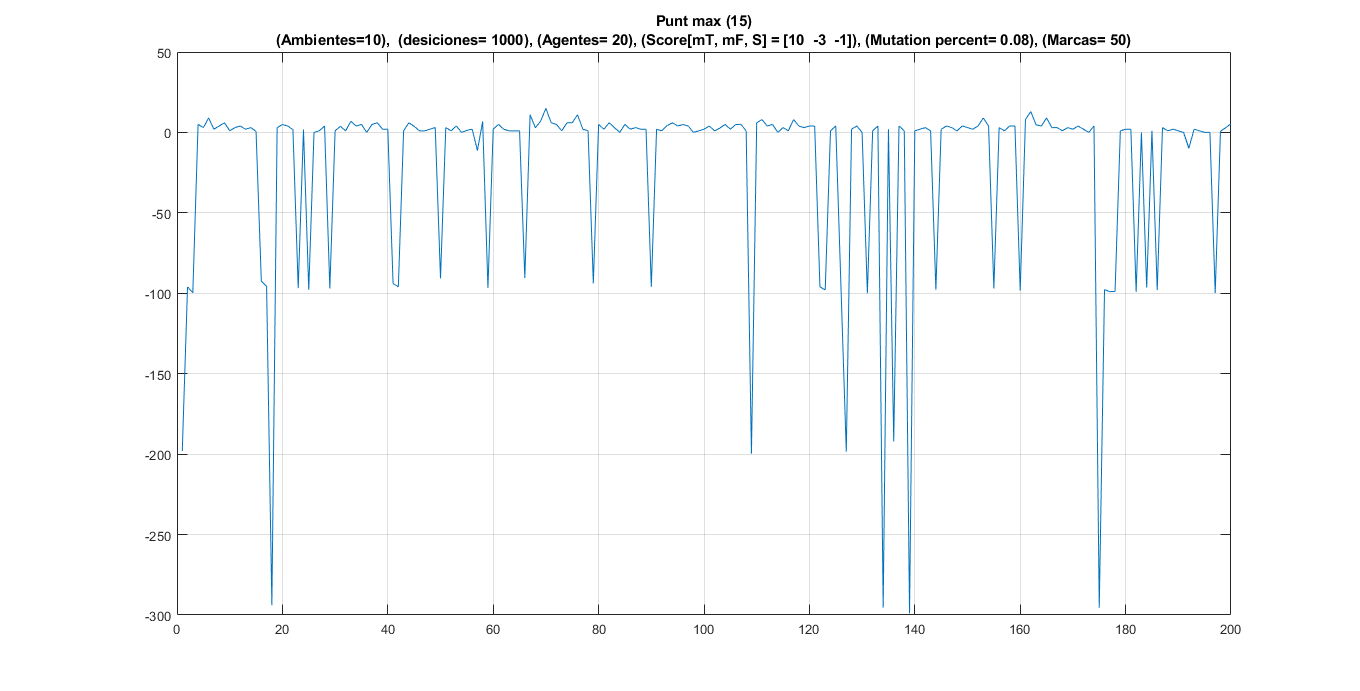 Punt max (15)
(Ambientes=10),  (desiciones= 1000), (Agentes= 20), (Score[mT, mF, S] = [10  -3  -1]), (Mutation percent= 0.08), (Marcas= 50)
50
0
-50
-100
-150
-200
-250
-300
0 20 40 60 80 100 120 140 160 180 200